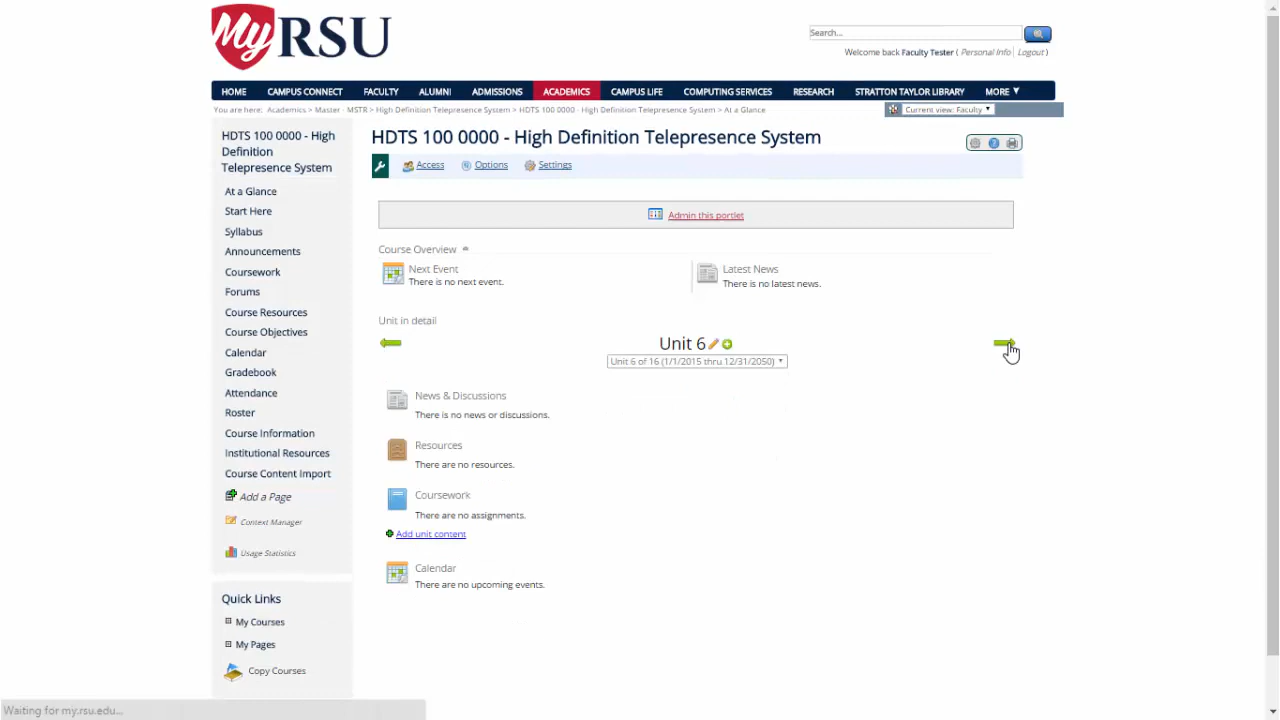 My RSU
Search...
Welcome back Faculty Tester ( Personal Info | Logout )
HOME CAMPUS CONNECT FACULTY ALUMNI ADMISSIONS ACADEMICS CAMPUS LIFE COMPUTING SERVICES RESEARCH STRATTON TAYLOR LIBRARY MORE ▼
You are here: Academics > Master - MSTR > High Definition Telepresence System > HDTS 100 0000 - High Definition Telepresence System > At a Glance
Current view: Faculty
HDTS 100 0000 - High
Definition
Telepresence System
At a Glance
Start Here
Syllabus
Announcements
Coursework
Forums
Course Resources
Course Objectives
Calendar
Gradebook
Attendance
Roster
Course Information
Institutional Resources
Course Content Import
Add a Page
Context Manager
Usage Statistics
Quick Links
My Courses
My Pages
Copy Courses
HDTS 100 0000 - High Definition Telepresence System
Access Options Settings
Admin this portlet
Course Overview
Next Event
There is no next event.
Latest News
There is no latest news.
Unit in detail
Unit 6
Unit 6 of 16 (1/1/2015 thru 12/31/2050)
News & Discussions
There is no news or discussions.
Resources
There are no resources.
Coursework
There are no assignments.
Add unit content
Calendar
There are no upcoming events.
Waiting for my.rsu.edu...